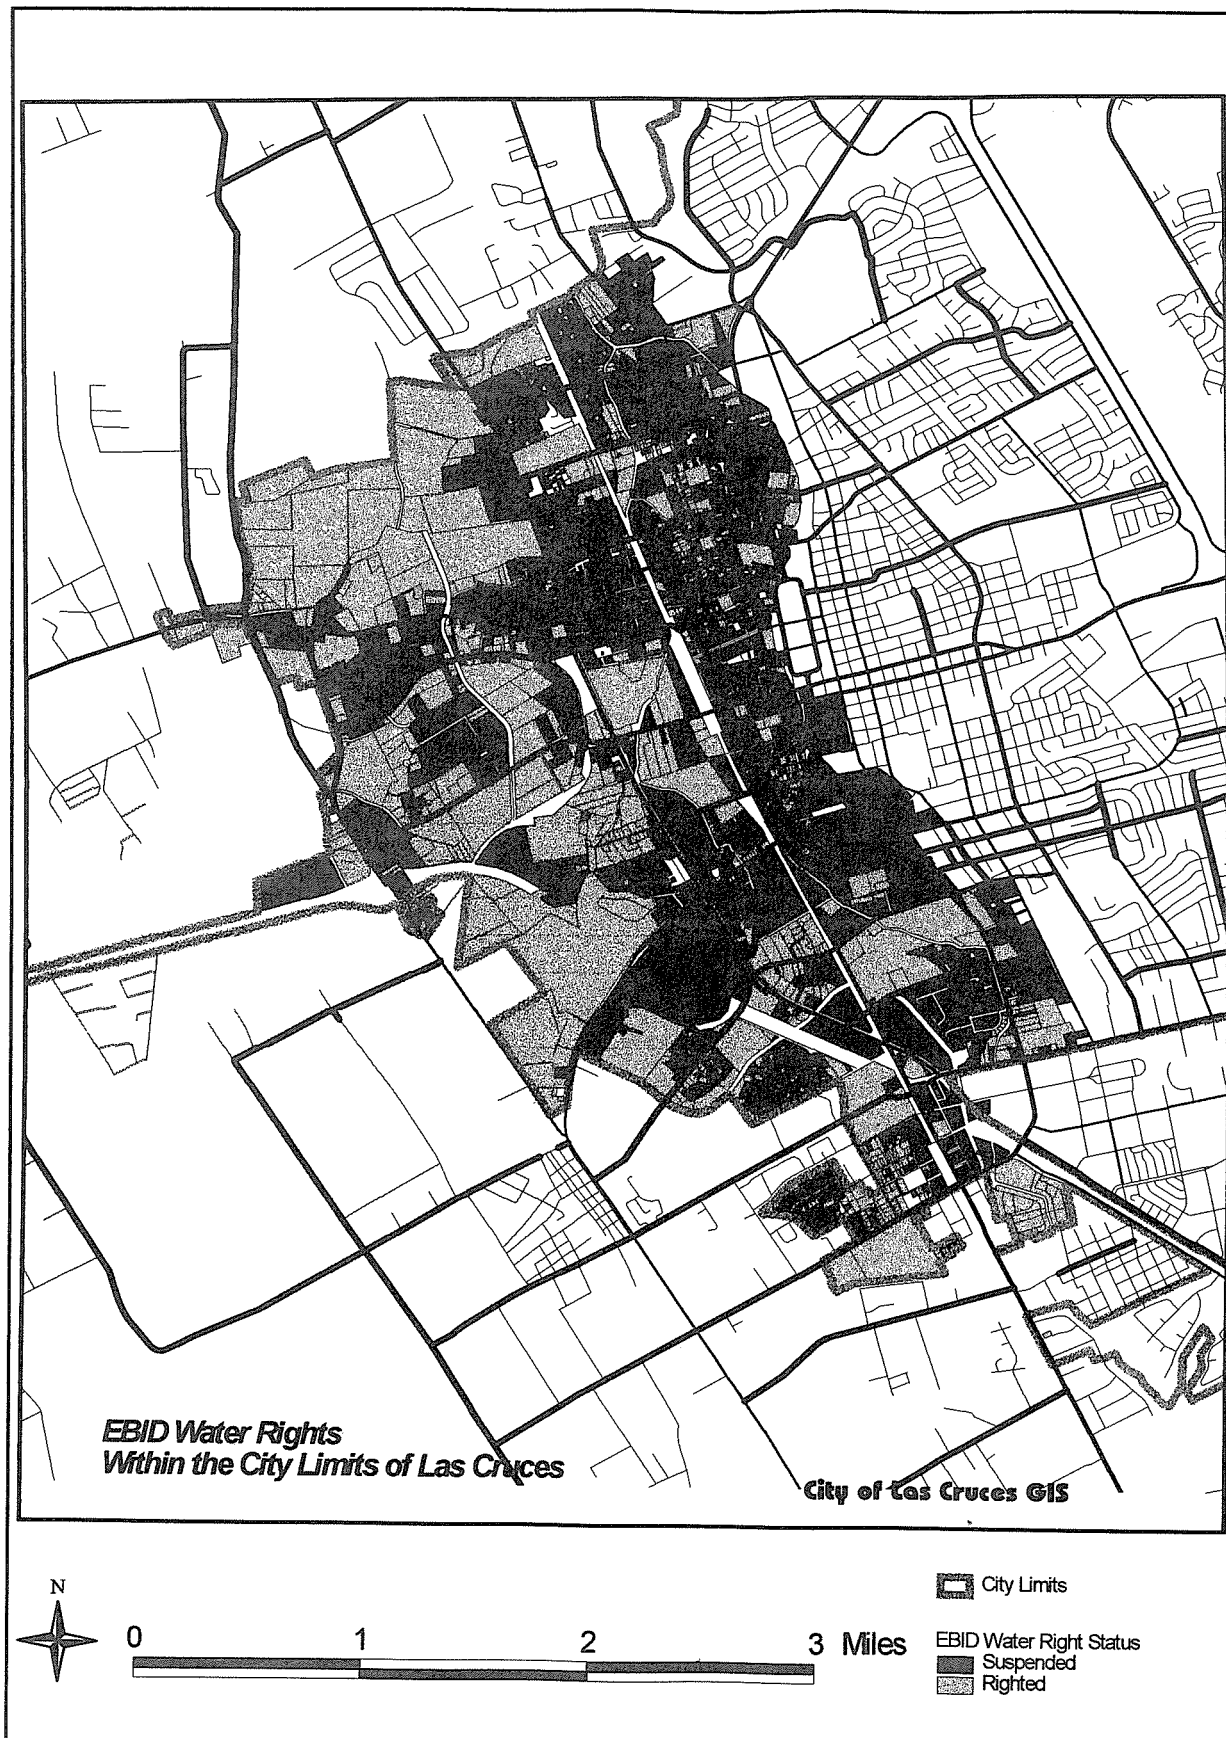 EBID Water Rights
Within the City Limits of Las Cruces
City of Las Cruces GIS
N
0 1 2 3 Miles
City Limits
EBID Water Right Status
Suspended
Righted